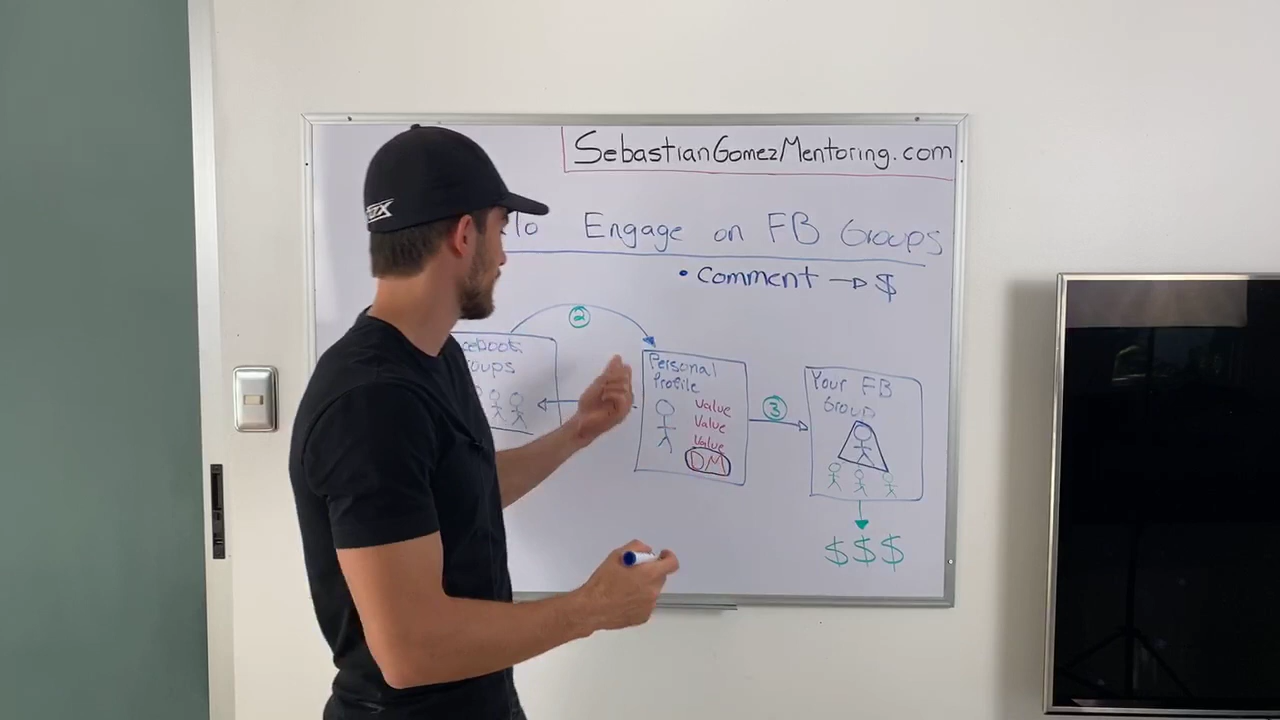 SebastianGomezMentoring.com
Engage on FB Groups
• Comment → $
②
Personal
Profile
Value
Value
Value
DM
③
Your FB
Group
$$$